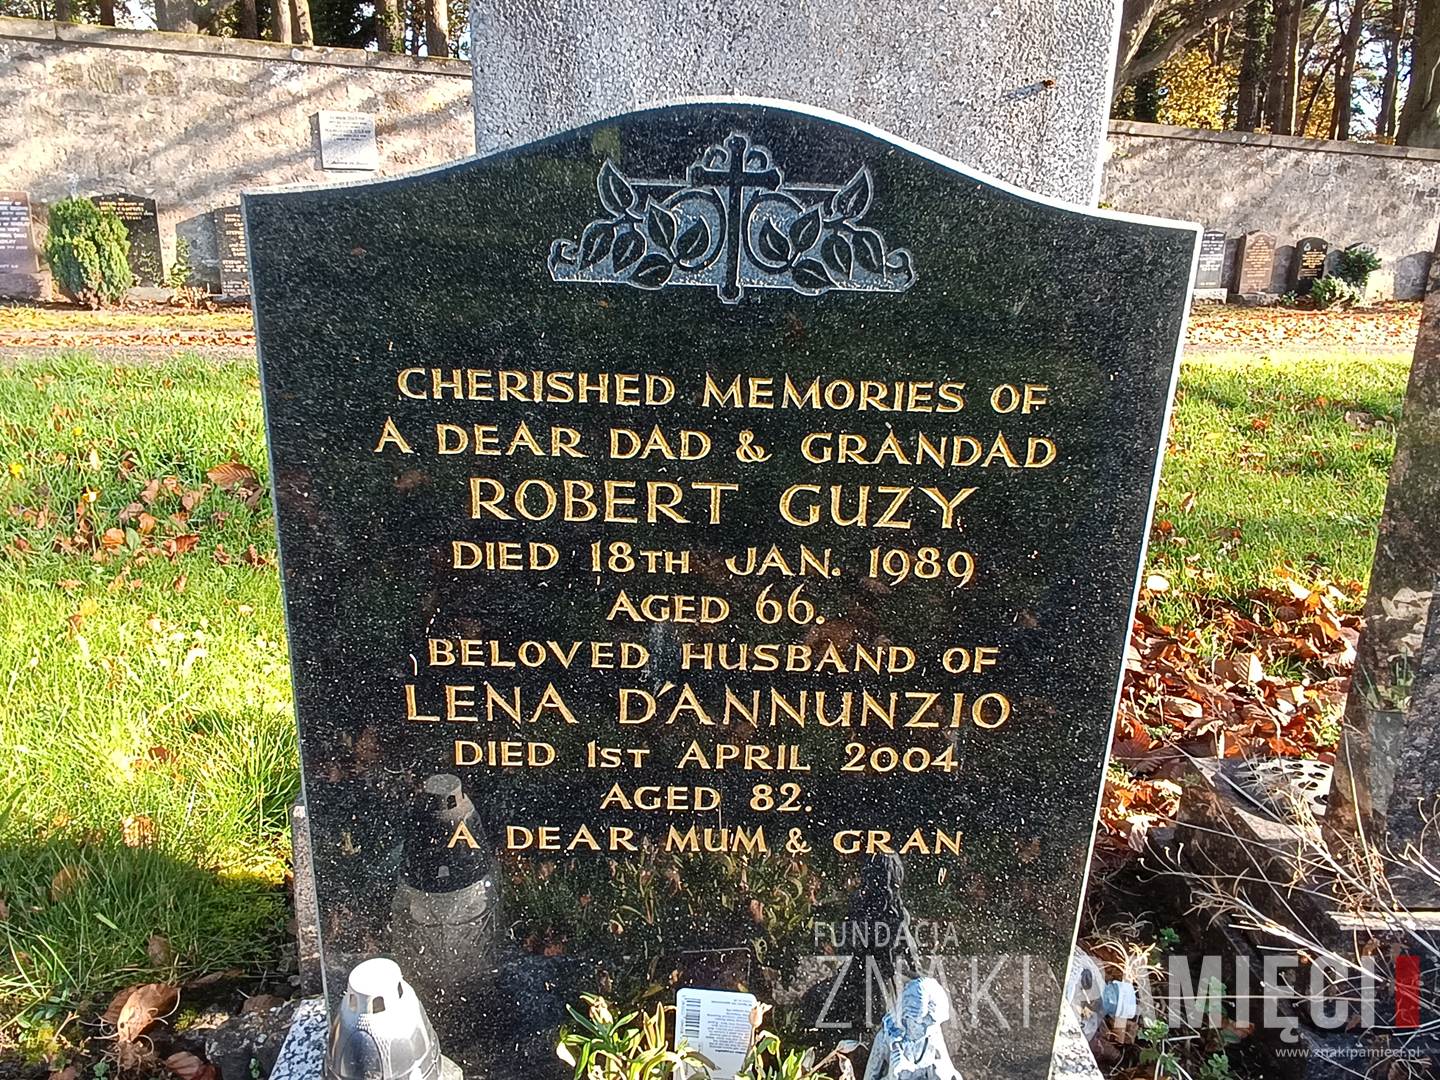 CHERISHED MEMORIES OF
A DEAR DAD & GRANDAD
ROBERT GUZY
DIED 18TH JAN. 1989
AGED 66.
BELOVED HUSBAND OF
LENA D'ANNUNZIO
DIED 1ST APRIL 2004
AGED 82.
A DEAR MUM & GRAN
FUNDACJA
ZNAKI PAMIĘCI
www.znakipamieci.pl